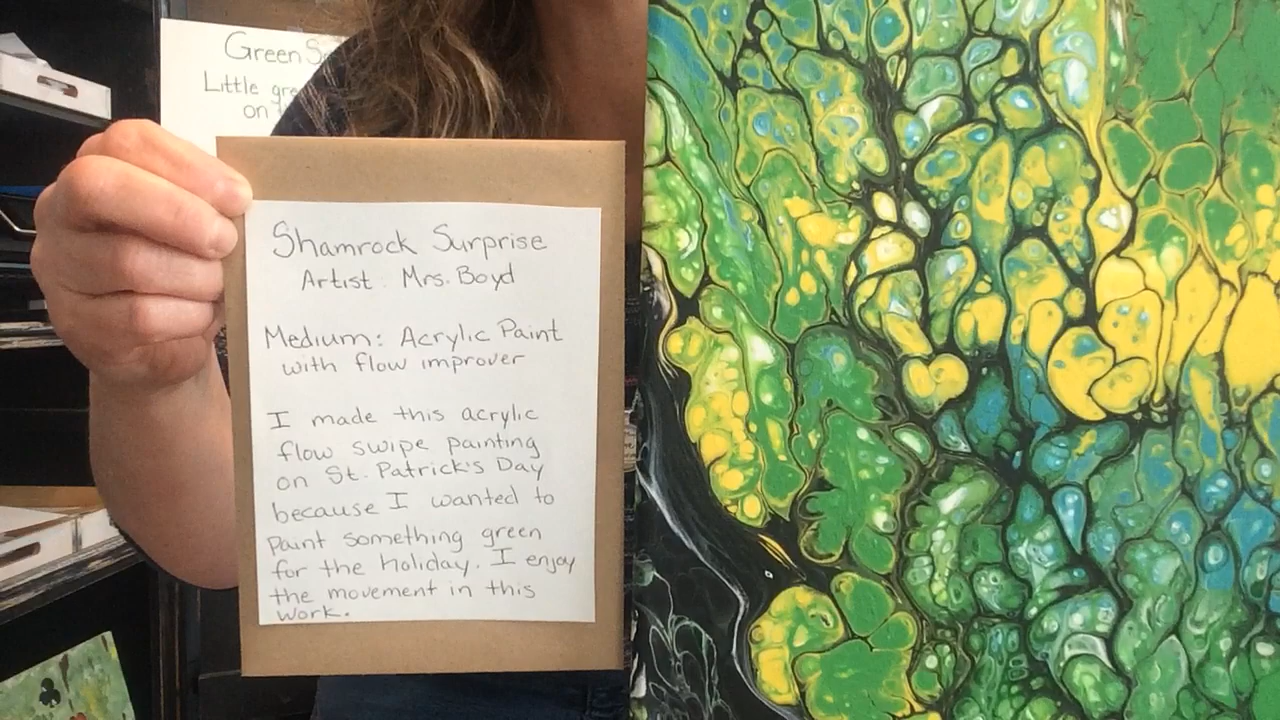 Green S
Little gre
on
Shamrock Surprise
Artist: Mrs. Boyd
Medium: Acrylic Paint
with flow improver
I made this acrylic
flow swipe painting
on St. Patrick's Day
because I wanted to
paint something green
for the holiday. I enjoy
the movement in this
work.